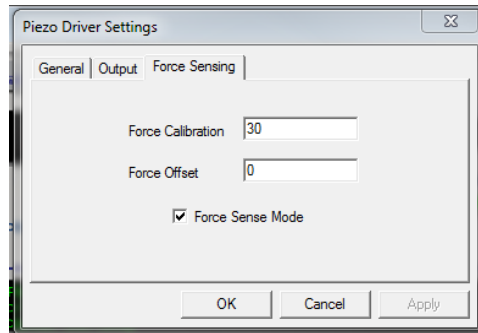 Piezo Driver Settings
General Output Force Sensing
Force Calibration 30
Force Offset 0
Force Sense Mode
OK Cancel Apply